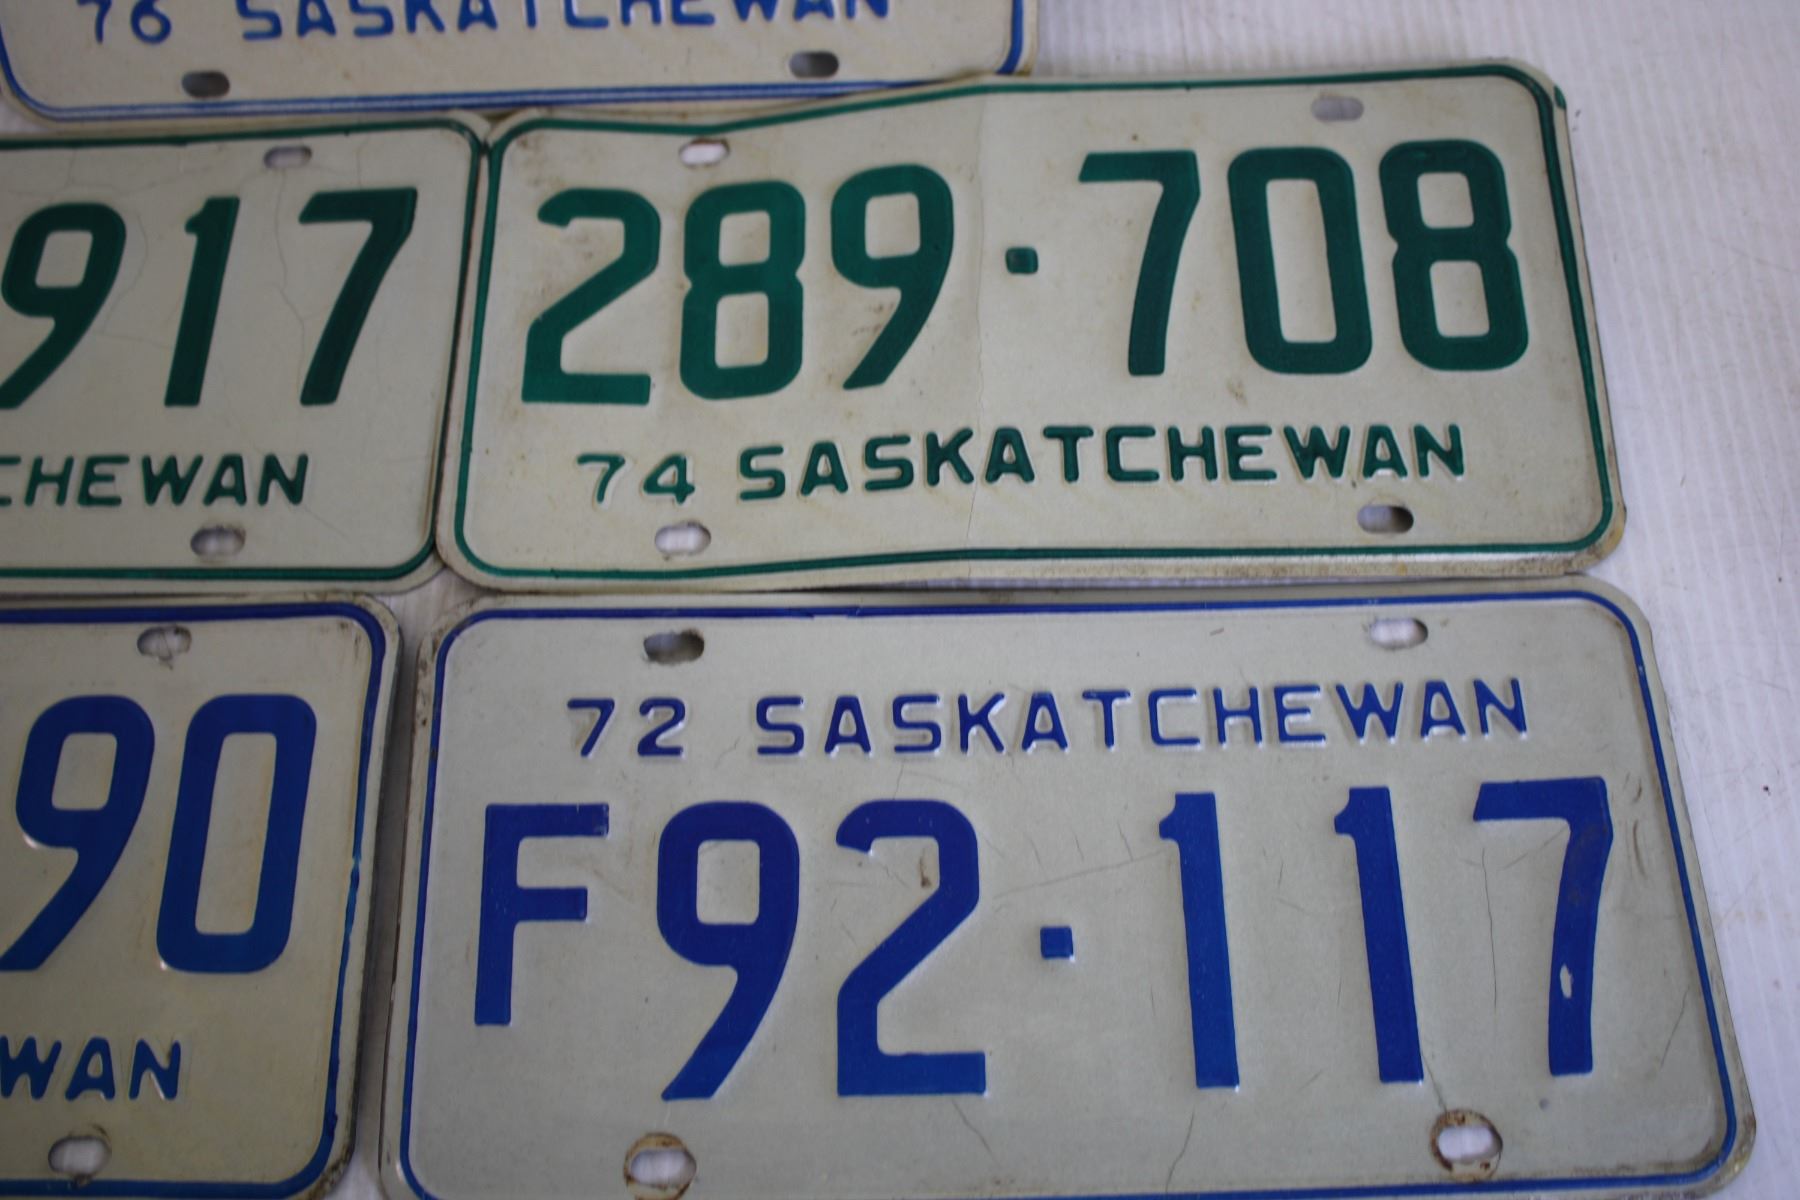 76 SASKATCHEWAN
917
CHEWAN
289·708
74 SASKATCHEWAN
90
WAN
72 SASKATCHEWAN
F92·117